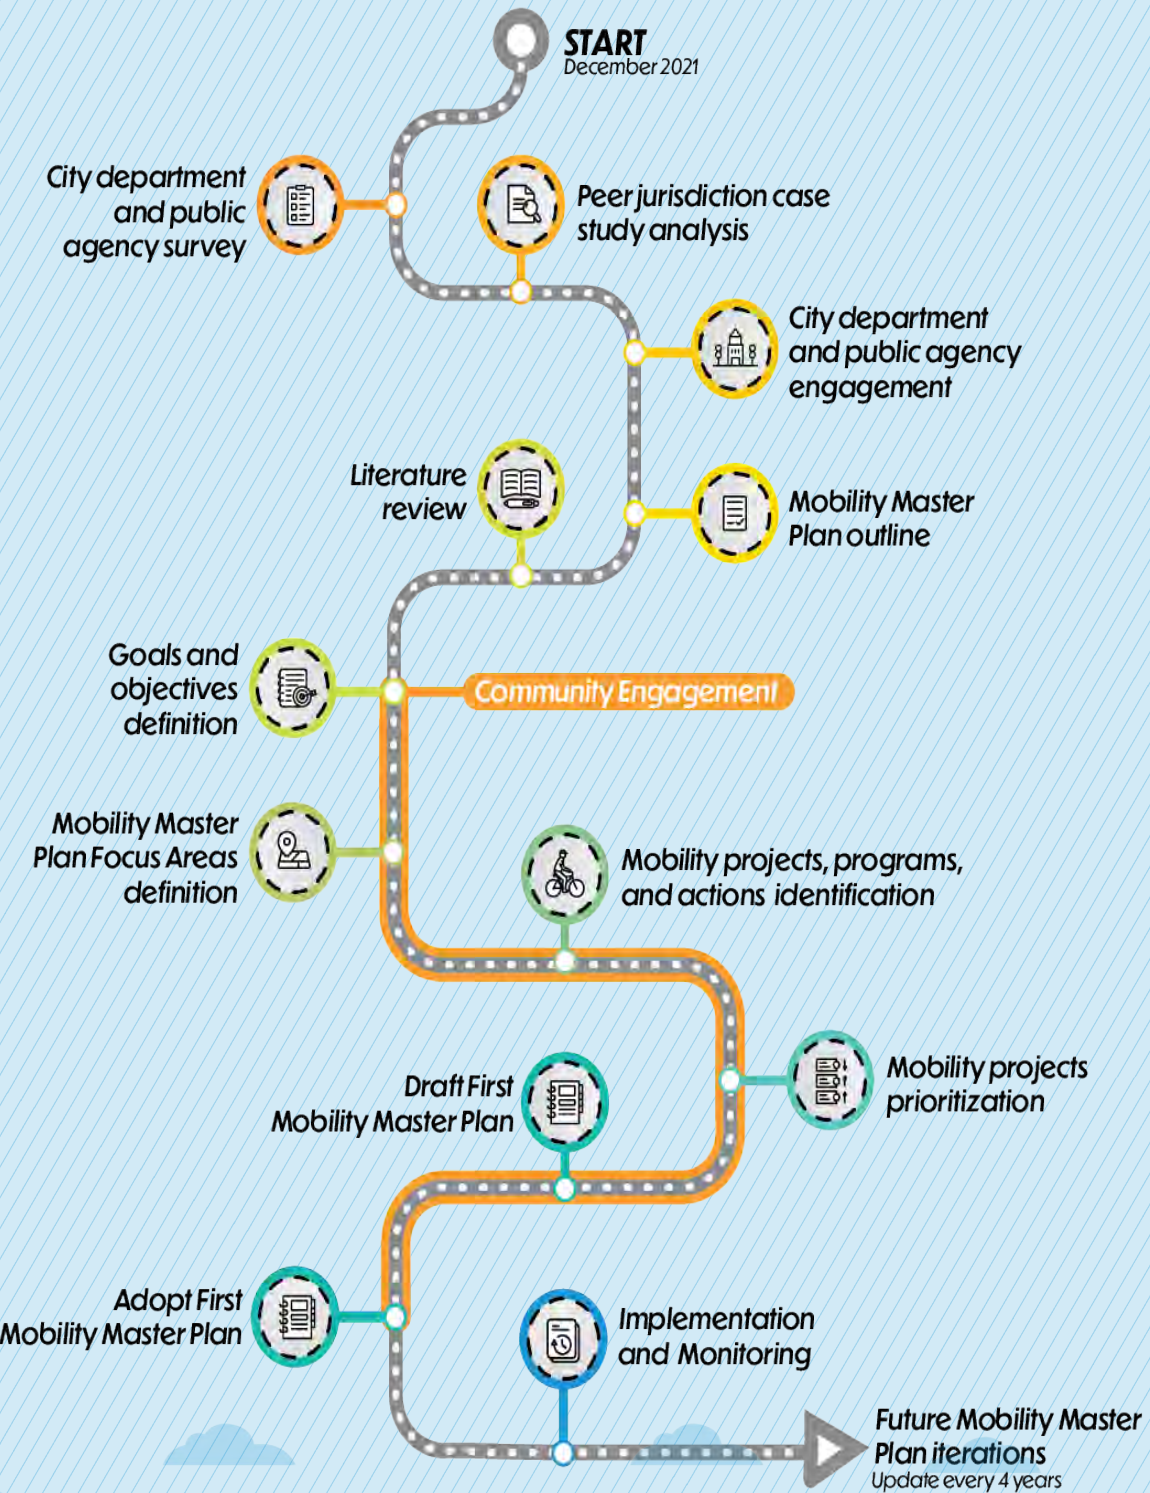 START
December 2021
City department
and public
agency survey
Peer jurisdiction case
study analysis
City department
and public agency
engagement
Literature
review
Mobility Master
Plan outline
Goals and
objectives
definition
Community Engagement
Mobility Master
Plan Focus Areas
definition
Mobility projects, programs,
and actions identification
Mobility projects
prioritization
Draft First
Mobility Master Plan
Adopt First
Mobility Master Plan
Implementation
and Monitoring
Future Mobility Master
Plan iterations
Update every 4 years